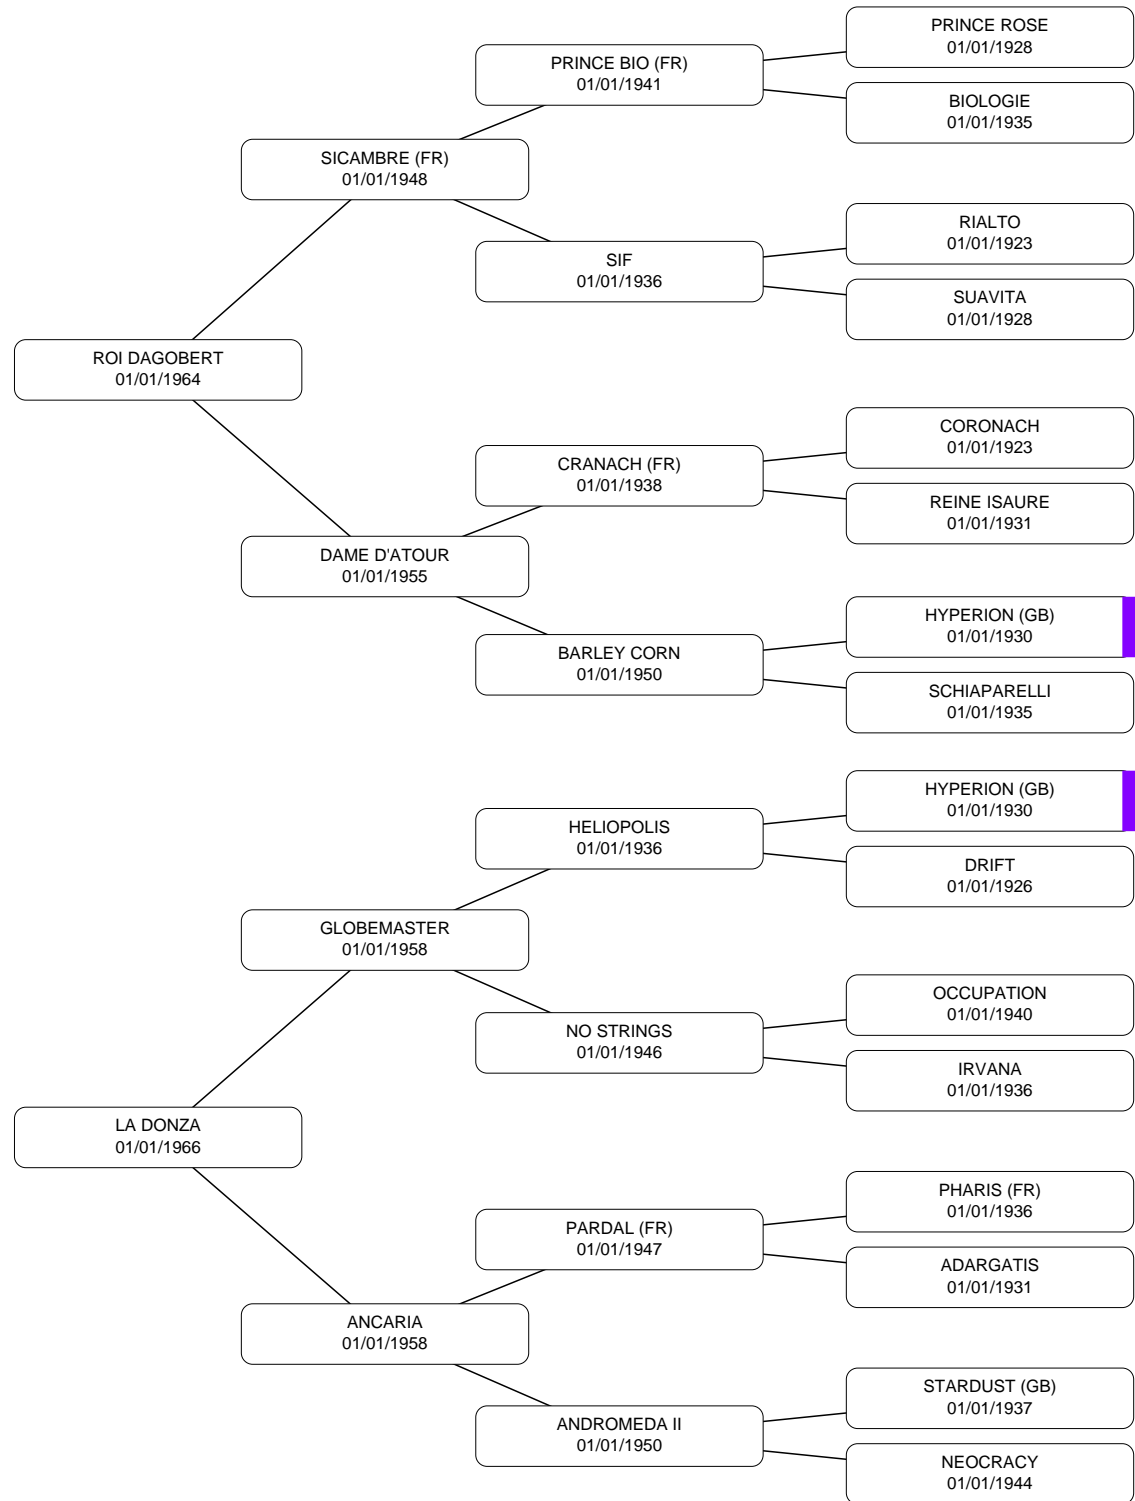 PRINCE ROSE
01/01/1928
PRINCE BIO (FR)
01/01/1941
BIOLOGIE
01/01/1935
SICAMBRE (FR)
01/01/1948
RIALTO
01/01/1923
SIF
01/01/1936
SUAVITA
01/01/1928
ROI DAGOBERT
01/01/1964
CORONACH
01/01/1923
CRANACH (FR)
01/01/1938
REINE ISAURE
01/01/1931
DAME D'ATOUR
01/01/1955
HYPERION (GB)
01/01/1930
BARLEY CORN
01/01/1950
SCHIAPARELLI
01/01/1935
HYPERION (GB)
01/01/1930
HELIOPOLIS
01/01/1936
DRIFT
01/01/1926
GLOBEMASTER
01/01/1958
OCCUPATION
01/01/1940
NO STRINGS
01/01/1946
IRVANA
01/01/1936
LA DONZA
01/01/1966
PHARIS (FR)
01/01/1936
PARDAL (FR)
01/01/1947
ADARGATIS
01/01/1931
ANCARIA
01/01/1958
STARDUST (GB)
01/01/1937
ANDROMEDA II
01/01/1950
NEOCRACY
01/01/1944